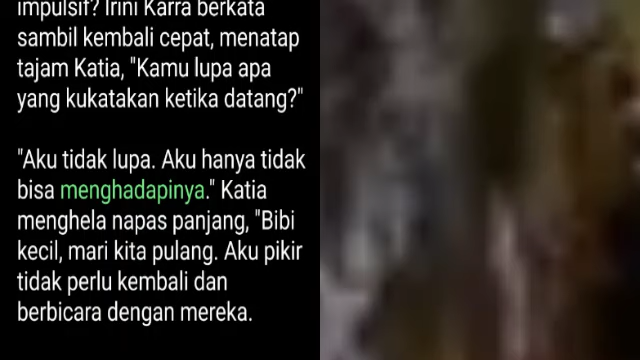 impulsif? Irini Karra berkata
sambil kembali cepat, menatap
tajam Katia, "Kamu lupa apa
yang kukatakan ketika datang?"
"Aku tidak lupa. Aku hanya tidak
bisa menghadapinya." Katia
menghela napas panjang, "Bibi
kecil, mari kita pulang. Aku pikir
tidak perlu kembali dan
berbicara dengan mereka.